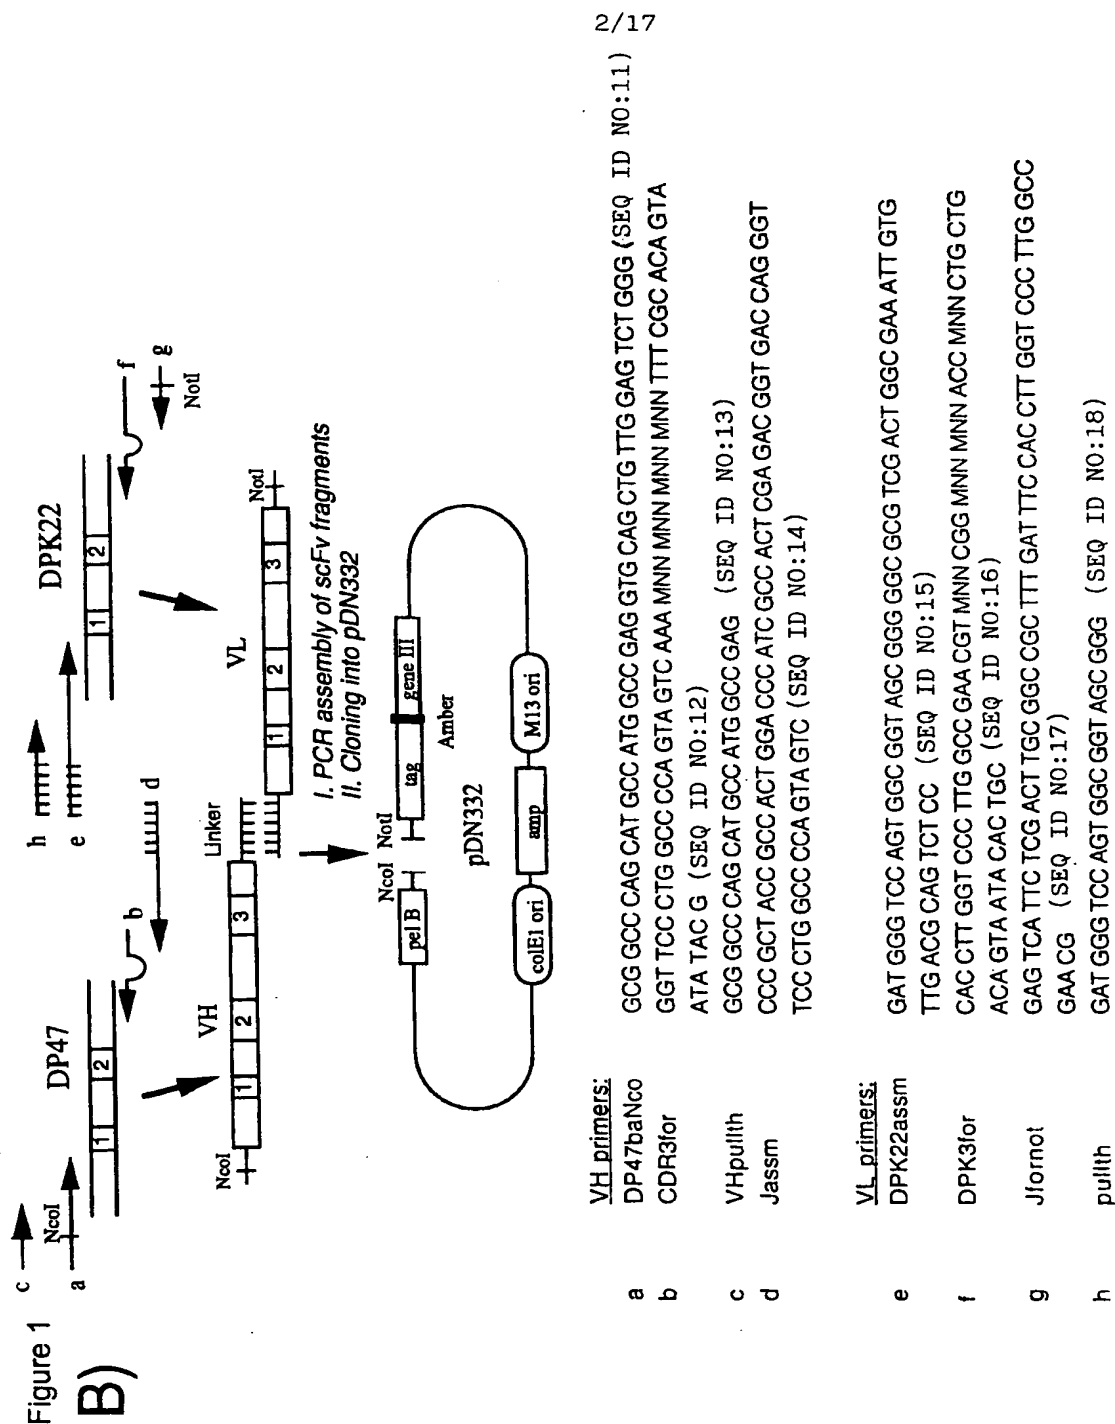 2/17
Figure 1
B)
c
NcoI
a
DP47
1
2
b
d
h
e
DPK22
1
2
f
g
NotI
NcoI
VH
1
2
3
Linker
VL
1
2
3
NotI
I. PCR assembly of scFv fragments
II. Cloning into pDN332
NcoI NotI
pel B
tag
gene III
Amber
pDN332
colE1 ori
amp
M13 ori
VH primers:
a DP47baNco GCG GCC CAG CAT GCC ATG GCC GAG GTG CAG CTG TTG GAG TCT GGG (SEQ ID NO:11)
b CDR3for GGT TCC CTG GCC CCA GTA GTC AAA MNN MNN MNN MNN TTT CGC ACA GTA
ATA TAC G (SEQ ID NO:12)
c VHpullth GCG GCC CAG CAT GCC ATG GCC GAG (SEQ ID NO:13)
d Jassm CCC GCT ACC GCC ACT GGA CCC ATC GCC ACT CGA GAC GGT GAC CAG GGT
TCC CTG GCC CCA GTA GTC (SEQ ID NO:14)
VL primers:
e DPK22assm GAT GGG TCC AGT GGC GGT AGC GGG GGC GCG TCG ACT GGC GAA ATT GTG
TTG ACG CAG TCT CC (SEQ ID NO:15)
f DPK3for CAC CTT GGT CCC TTG GCC GAA CGT MNN CGG MNN MNN ACC MNN CTG CTG
ACA GTA ATA CAC TGC (SEQ ID NO:16)
g Jfornot GAG TCA TTC TCG ACT TGC GGC CGC TTT GAT TTC CAC CTT GGT CCC TTG GCC
GAA CG (SEQ ID NO:17)
h pullth GAT GGG TCC AGT GGC GGT AGC GGG (SEQ ID NO:18)